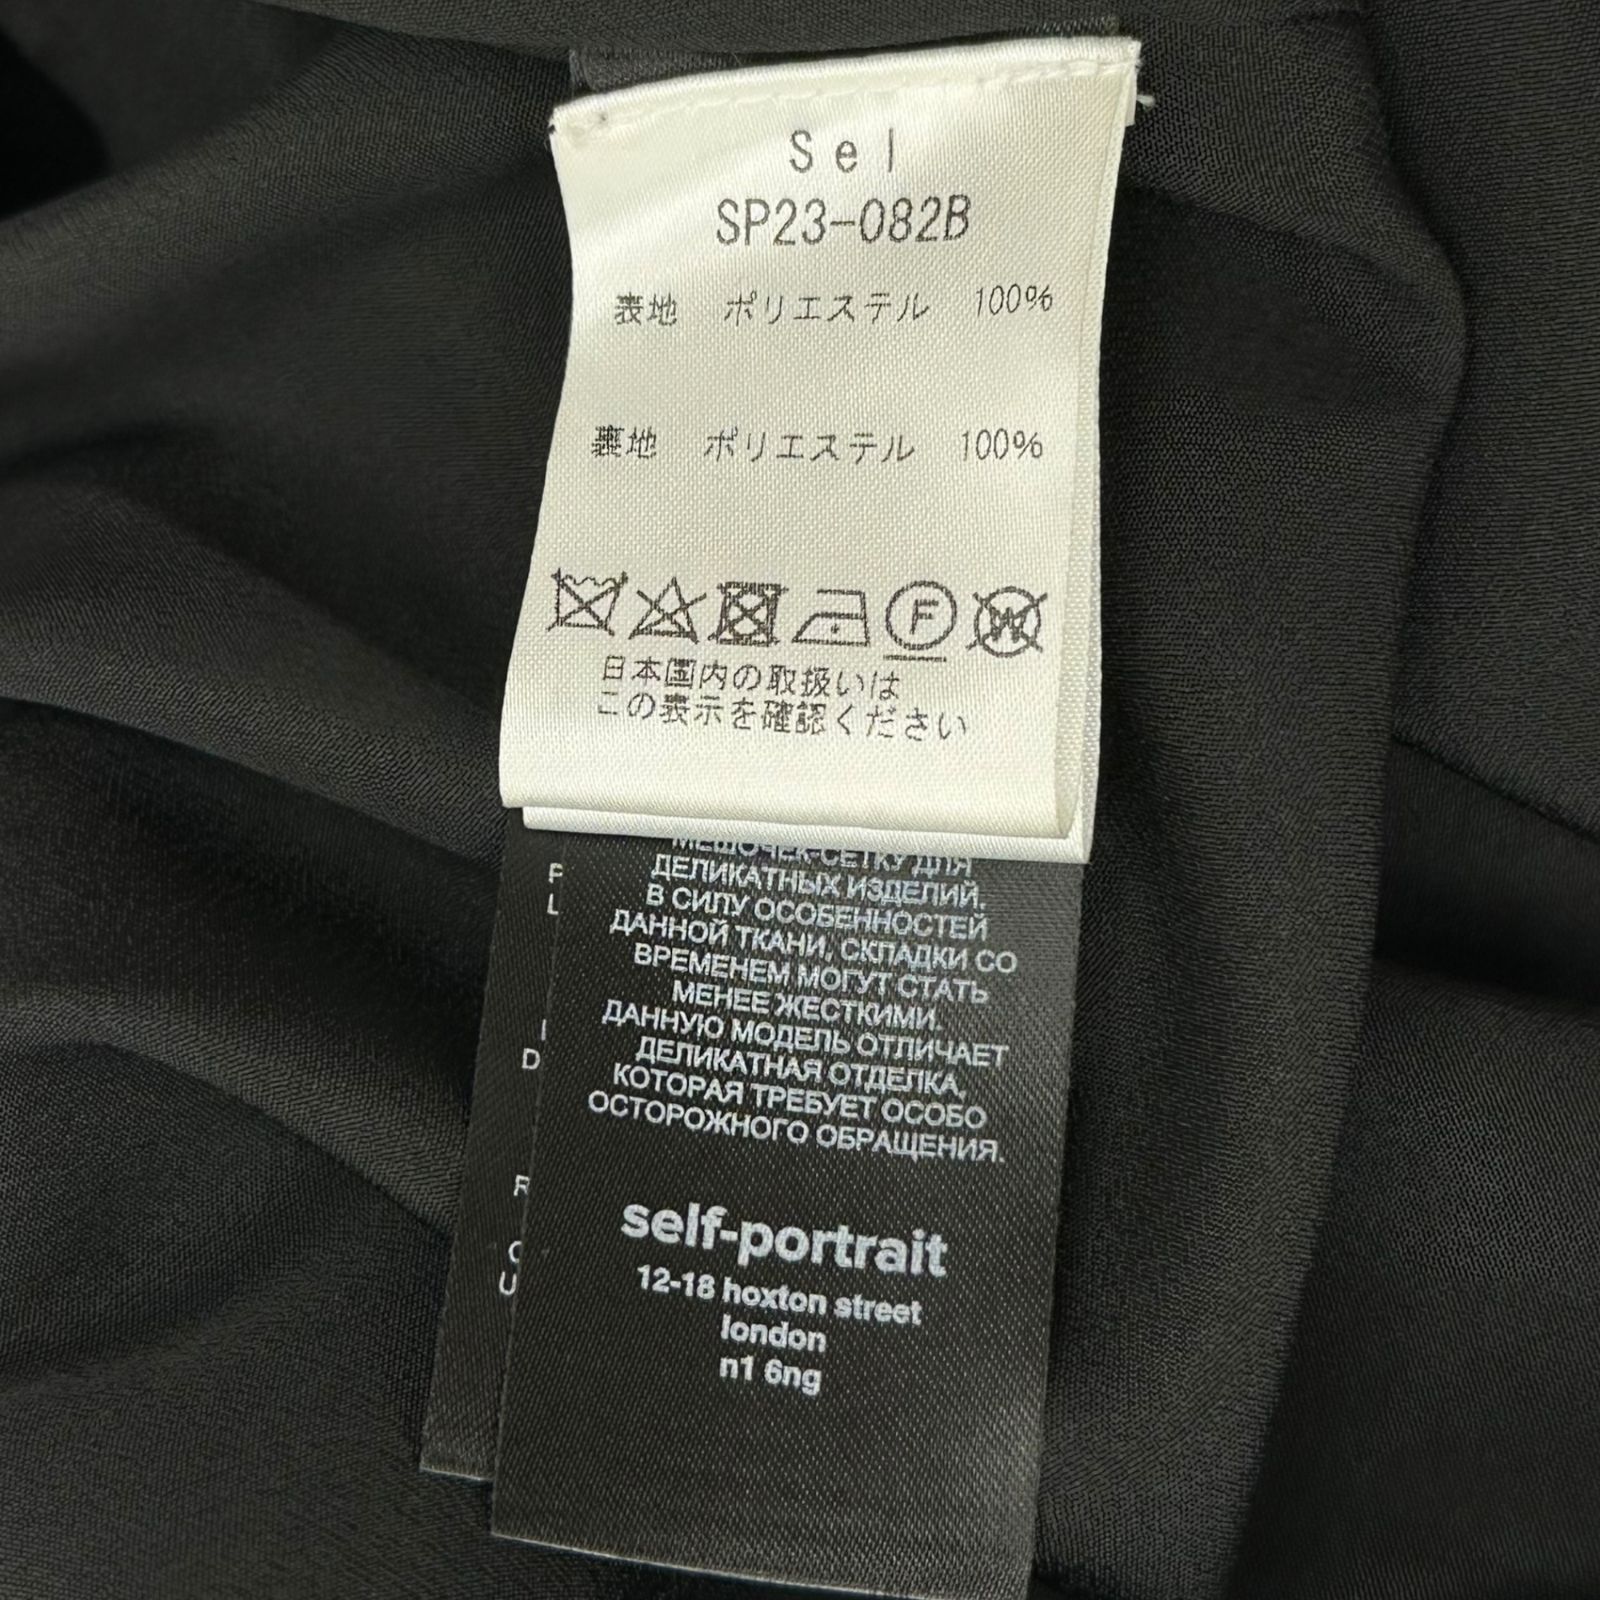 Sel
SP23-082B
表地 ポリエステル 100%
裏地 ポリエステル 100%
F
W
日本国内の取扱いは
この表示を確認ください
МЕШОЧЕК-СЕТКУ ДЛЯ
ДЕЛИКАТНЫХ ИЗДЕЛИЙ.
В СИЛУ ОСОБЕННОСТЕЙ
ДАННОЙ ТКАНИ, СКЛАДКИ СО
ВРЕМЕНЕМ МОГУТ СТАТЬ
МЕНЕЕ ЖЕСТКИМИ.
ДАННУЮ МОДЕЛЬ ОТЛИЧАЕТ
ДЕЛИКАТНАЯ ОТДЕЛКА,
КОТОРАЯ ТРЕБУЕТ ОСОБО
ОСТОРОЖНОГО ОБРАЩЕНИЯ.
self-portrait
12-18 hoxton street
london
n1 6ng